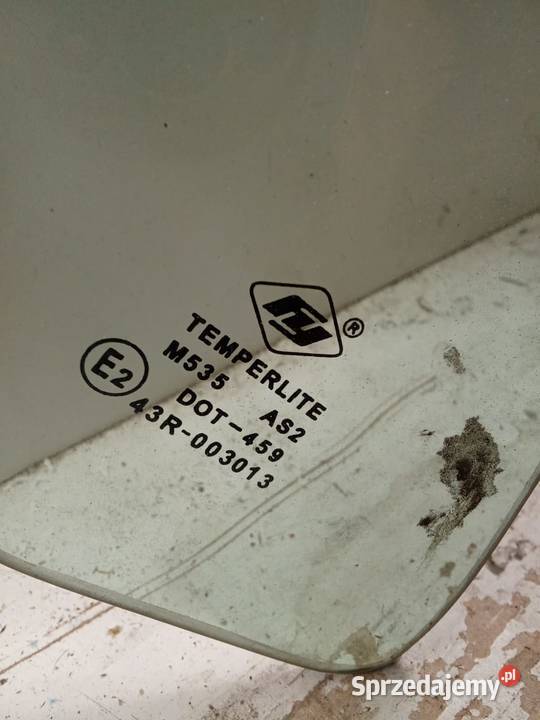 ®
TEMPERLITE
M535 AS2
E2
DOT-459
43R-003013
Sprzedajemy.pl